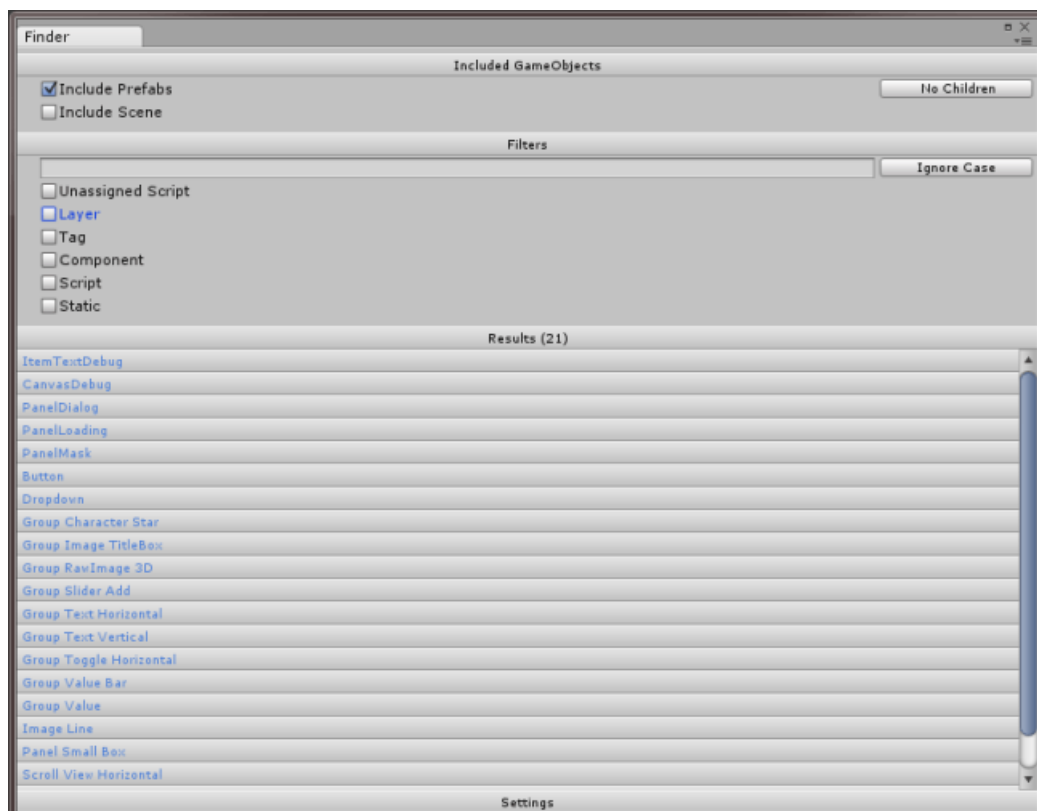 Finder
Included GameObjects
Include Prefabs
No Children
Include Scene
Filters
Ignore Case
Unassigned Script
Layer
Tag
Component
Script
Static
Results (21)
ItemTextDebug
CanvasDebug
PanelDialog
PanelLoading
PanelMask
Button
Dropdown
Group Character Star
Group Image TitleBox
Group RawImage 3D
Group Slider Add
Group Text Horizontal
Group Text Vertical
Group Toggle Horizontal
Group Value Bar
Group Value
Image Line
Panel Small Box
Scroll View Horizontal
Settings